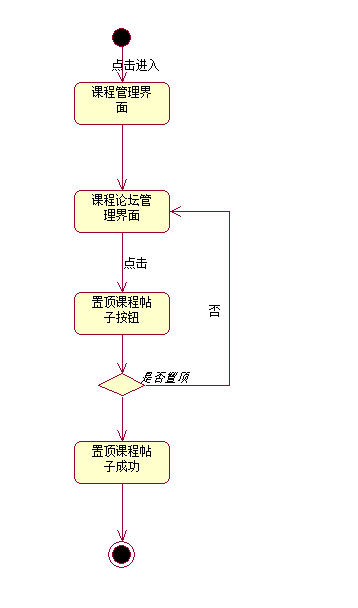 点击进入
课程管理界
面
课程论坛管
理界面
点击
置顶课程帖
子按钮
否
是否置顶
置顶课程帖
子成功